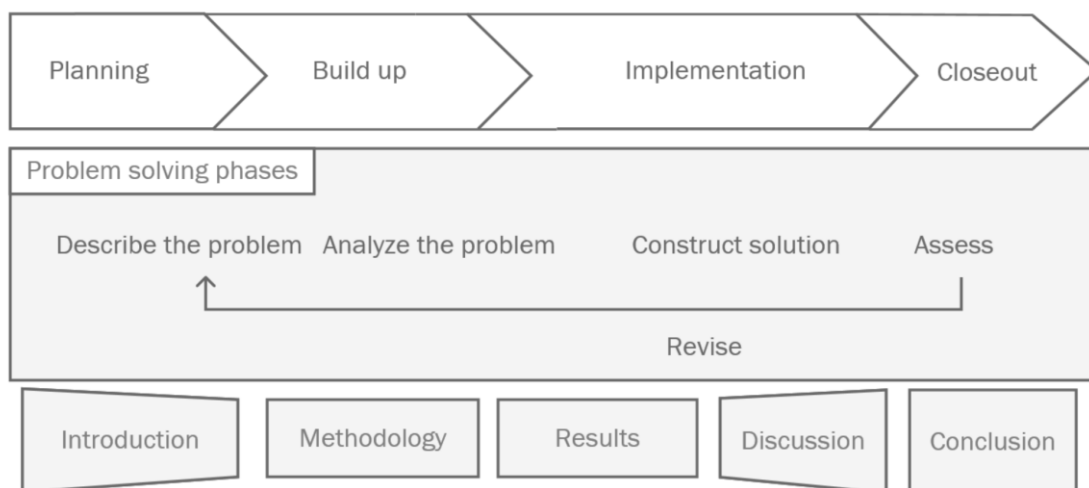 Planning
Build up
Implementation
Closeout
Problem solving phases
Describe the problem
Analyze the problem
Construct solution
Assess
Revise
Introduction
Methodology
Results
Discussion
Conclusion